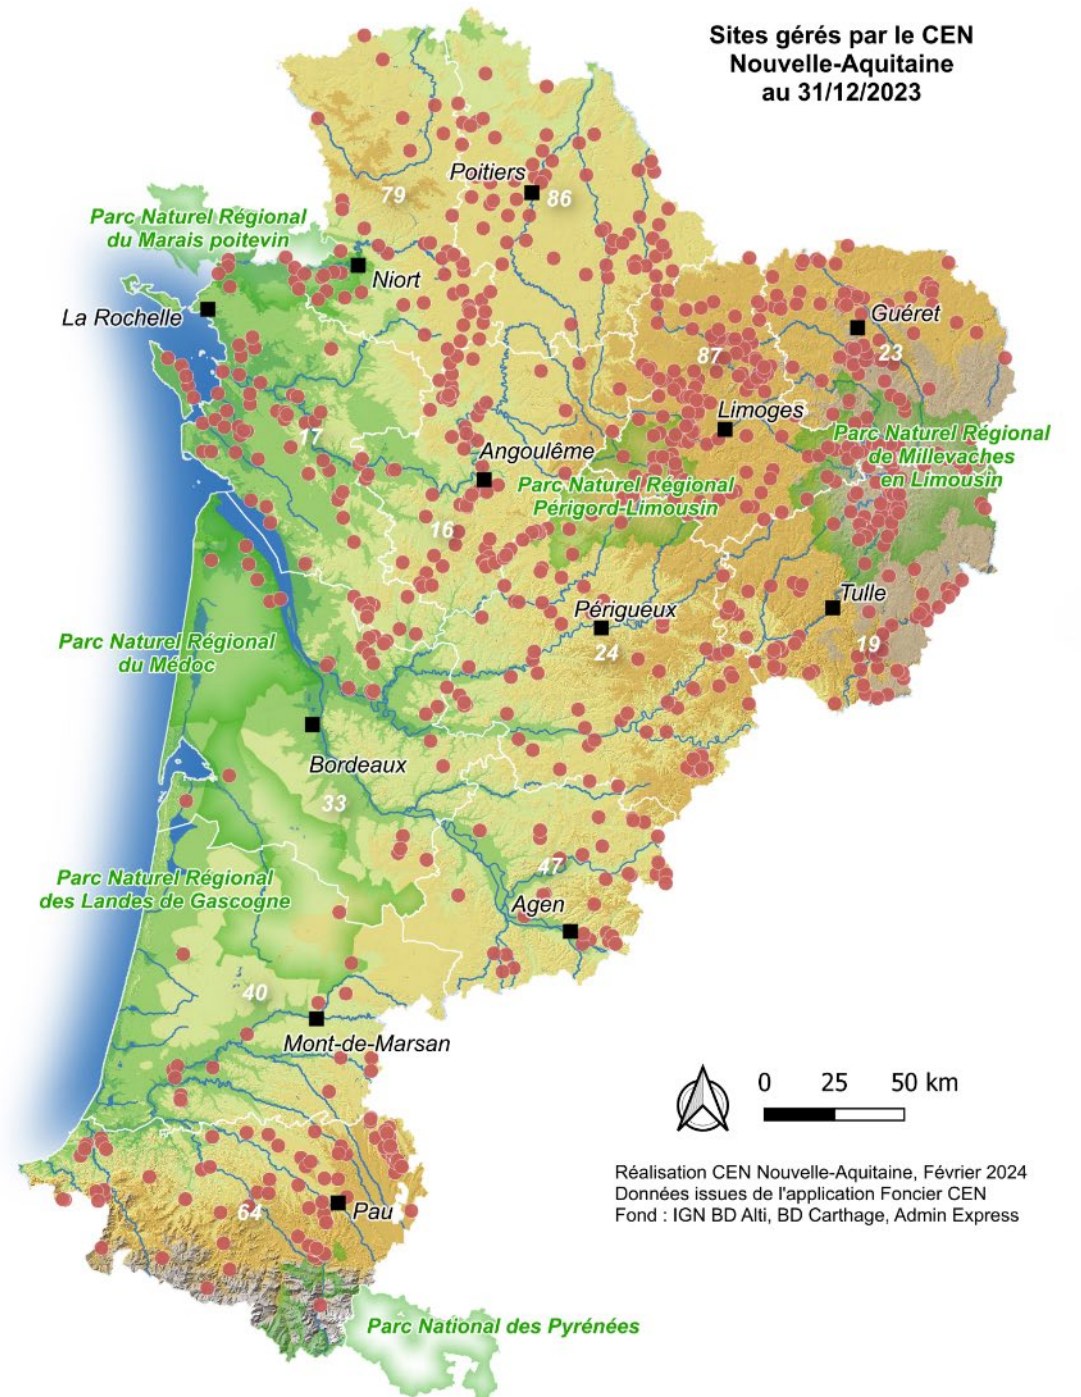 Sites gérés par le CEN
Nouvelle-Aquitaine
au 31/12/2023
Poitiers
79
86
Parc Naturel Régional
du Marais poitevin
Niort
La Rochelle
Guéret
87
23
Limoges
17
Parc Naturel Régional
de Millevaches
en Limousin
Angoulême
Parc Naturel Régional
Périgord-Limousin
16
Tulle
Périgueux
Parc Naturel Régional
du Médoc
24
19
Bordeaux
33
47
Parc Naturel Régional
des Landes de Gascogne
Agen
40
Mont-de-Marsan
0 25 50 km
Réalisation CEN Nouvelle-Aquitaine, Février 2024
Données issues de l'application Foncier CEN
Fond : IGN BD Alti, BD Carthage, Admin Express
64
Pau
Parc National des Pyrénées